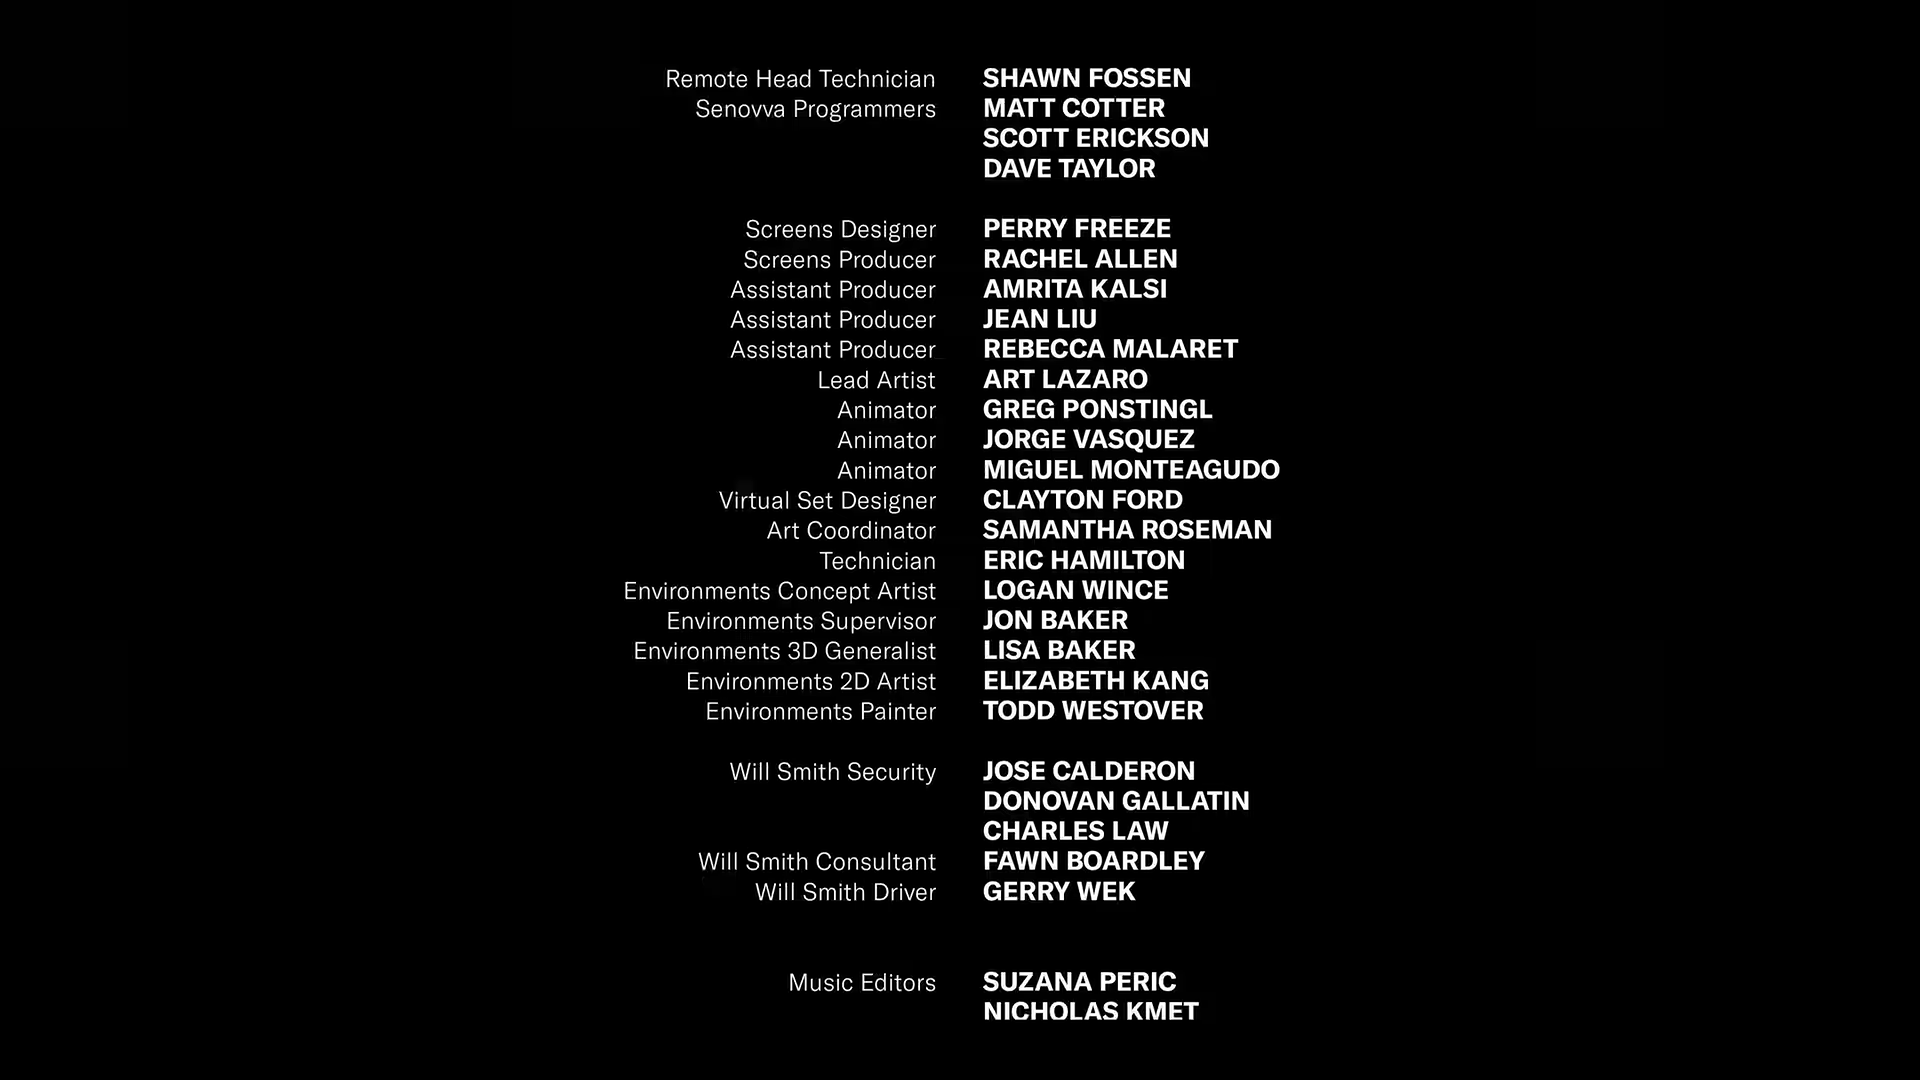 Remote Head Technician SHAWN FOSSEN
Senovva Programmers MATT COTTER
SCOTT ERICKSON
DAVE TAYLOR
Screens Designer PERRY FREEZE
Screens Producer RACHEL ALLEN
Assistant Producer AMRITA KALSI
Assistant Producer JEAN LIU
Assistant Producer REBECCA MALARET
Lead Artist ART LAZARO
Animator GREG PONSTINGL
Animator JORGE VASQUEZ
Animator MIGUEL MONTEAGUDO
Virtual Set Designer CLAYTON FORD
Art Coordinator SAMANTHA ROSEMAN
Technician ERIC HAMILTON
Environments Concept Artist LOGAN WINCE
Environments Supervisor JON BAKER
Environments 3D Generalist LISA BAKER
Environments 2D Artist ELIZABETH KANG
Environments Painter TODD WESTOVER
Will Smith Security JOSE CALDERON
DONOVAN GALLATIN
CHARLES LAW
Will Smith Consultant FAWN BOARDLEY
Will Smith Driver GERRY WEK
Music Editors SUZANA PERIC
NICHOLAS KMET